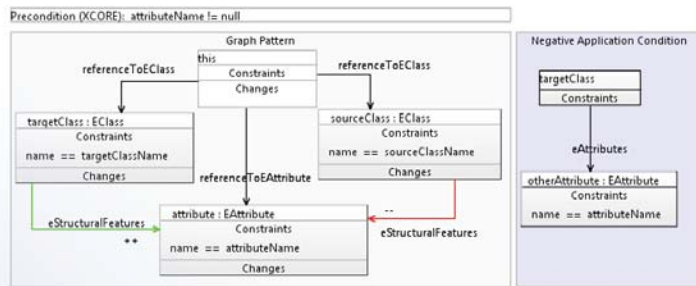 Precondition (XCORE): attributeName != null
Graph Pattern
this
Constraints
Changes
referenceToEClass
referenceToEClass
targetClass : EClass
Constraints
name == targetClassName
Changes
sourceClass : EClass
Constraints
name == sourceClassName
Changes
referenceToEAttribute
eStructuralFeatures
++
--
eStructuralFeatures
attribute : EAttribute
Constraints
name == attributeName
Changes
Negative Application Condition
targetClass
Constraints
eAttributes
otherAttribute : EAttribute
Constraints
name == attributeName